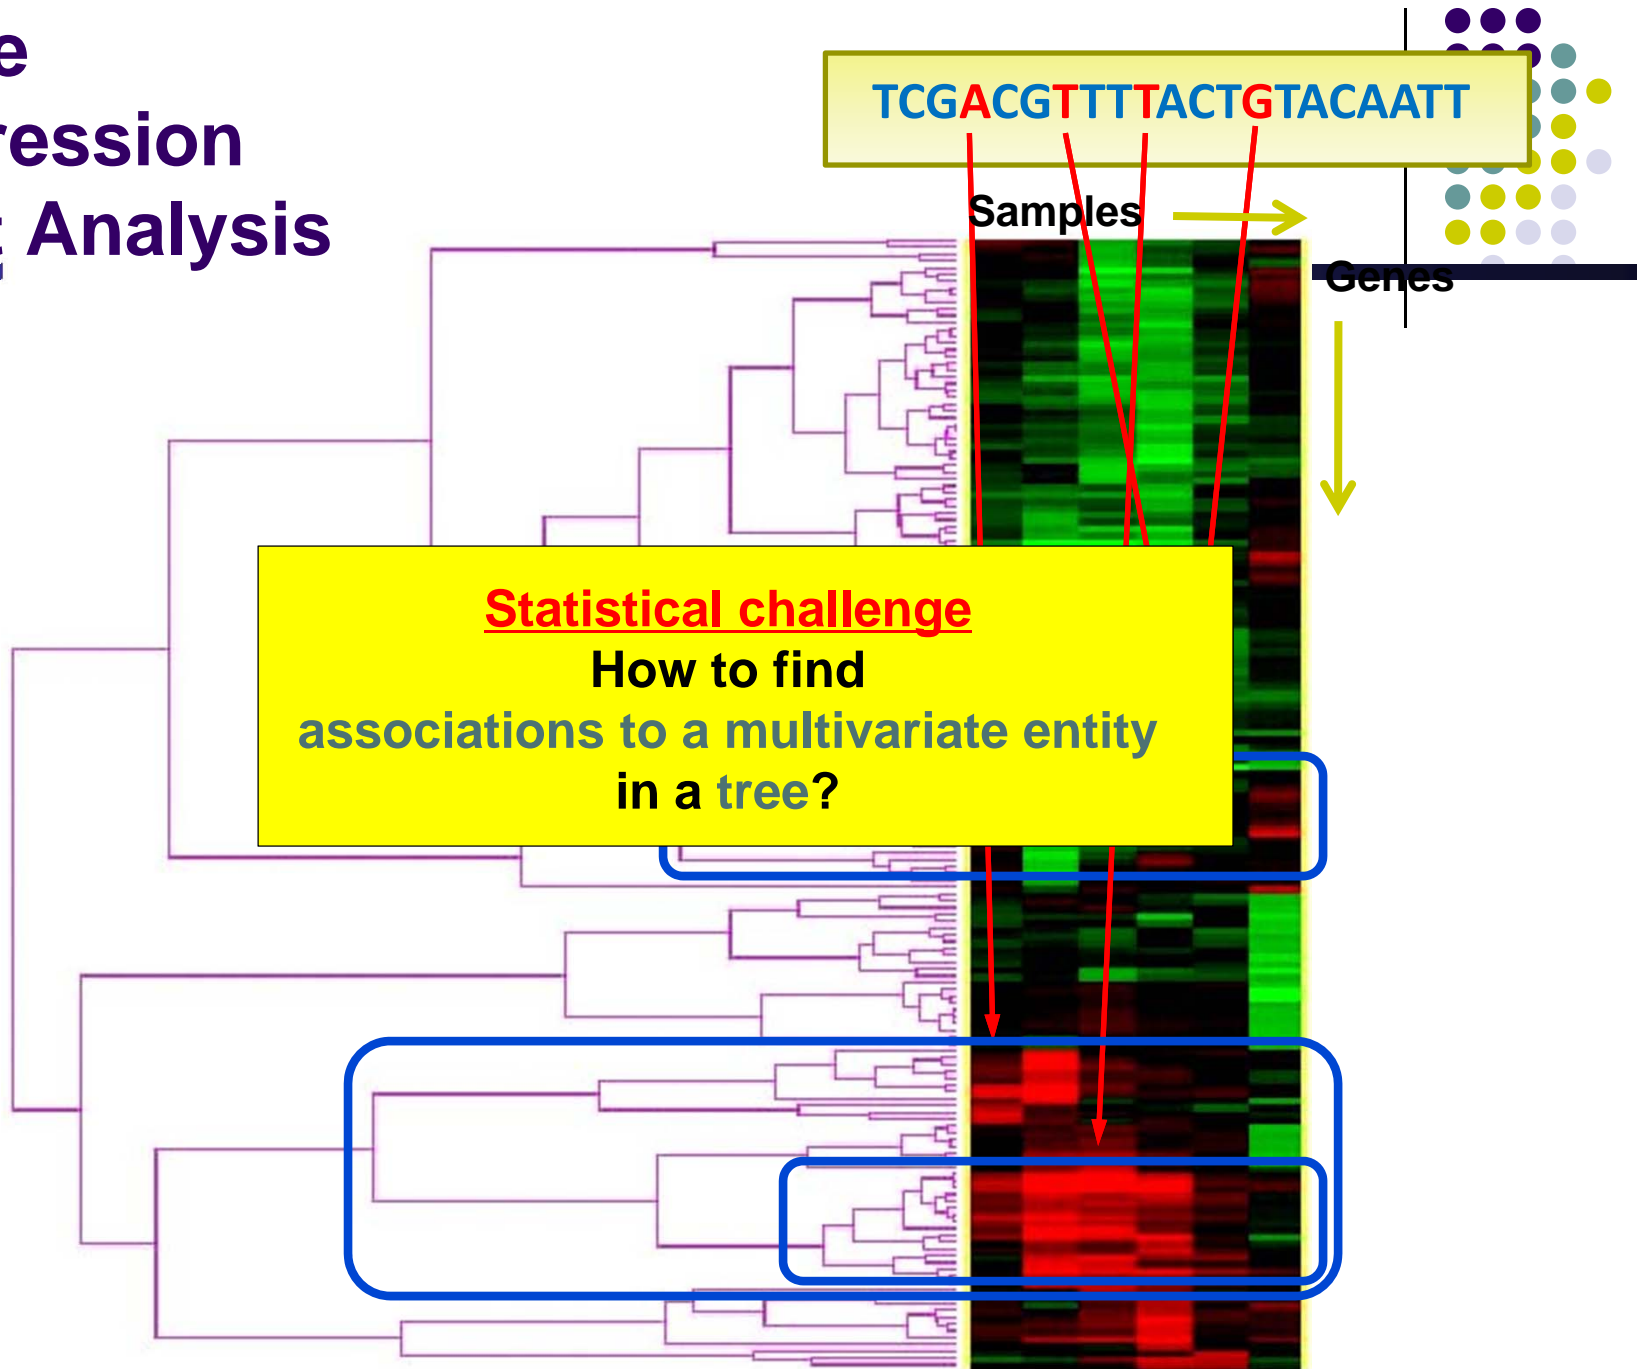 e
ression
t Analysis
TCGACGTTTTACTGTACAATT
Samples
Genes
Statistical challenge
How to find
associations to a multivariate entity
in a tree?